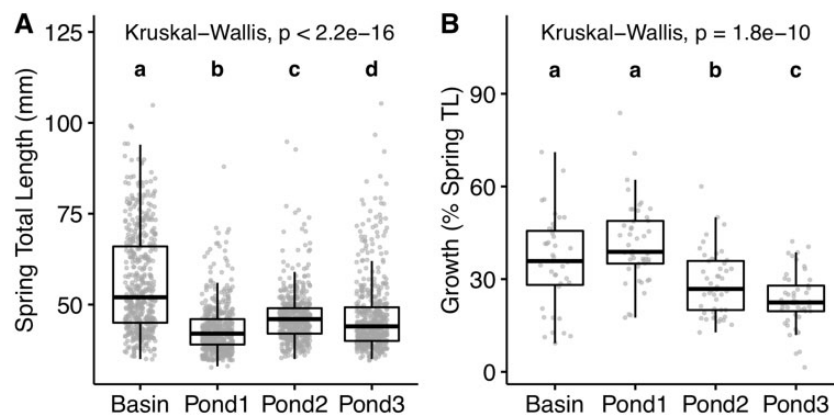 A
Kruskal−Wallis, p < 2.2e−16
a b c d
Spring Total Length (mm)
125
100
75
50
Basin Pond1 Pond2 Pond3
B
Kruskal−Wallis, p = 1.8e−10
a a b c
Growth (% Spring TL)
90
60
30
0
Basin Pond1 Pond2 Pond3